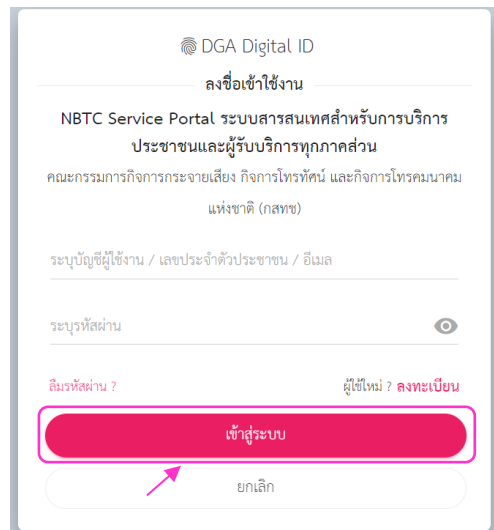 DGA Digital ID
ลงชื่อเข้าใช้งาน
NBTC Service Portal ระบบสารสนเทศสำหรับการบริการ
ประชาชนและผู้รับบริการทุกภาคส่วน
คณะกรรมการกิจการกระจายเสียง กิจการโทรทัศน์ และกิจการโทรคมนาคม
แห่งชาติ (กสทช)
ระบุบัญชีผู้ใช้งาน / เลขประจำตัวประชาชน / อีเมล
ระบุรหัสผ่าน
ลืมรหัสผ่าน ? ผู้ใช้ใหม่ ? ลงทะเบียน
เข้าสู่ระบบ
ยกเลิก